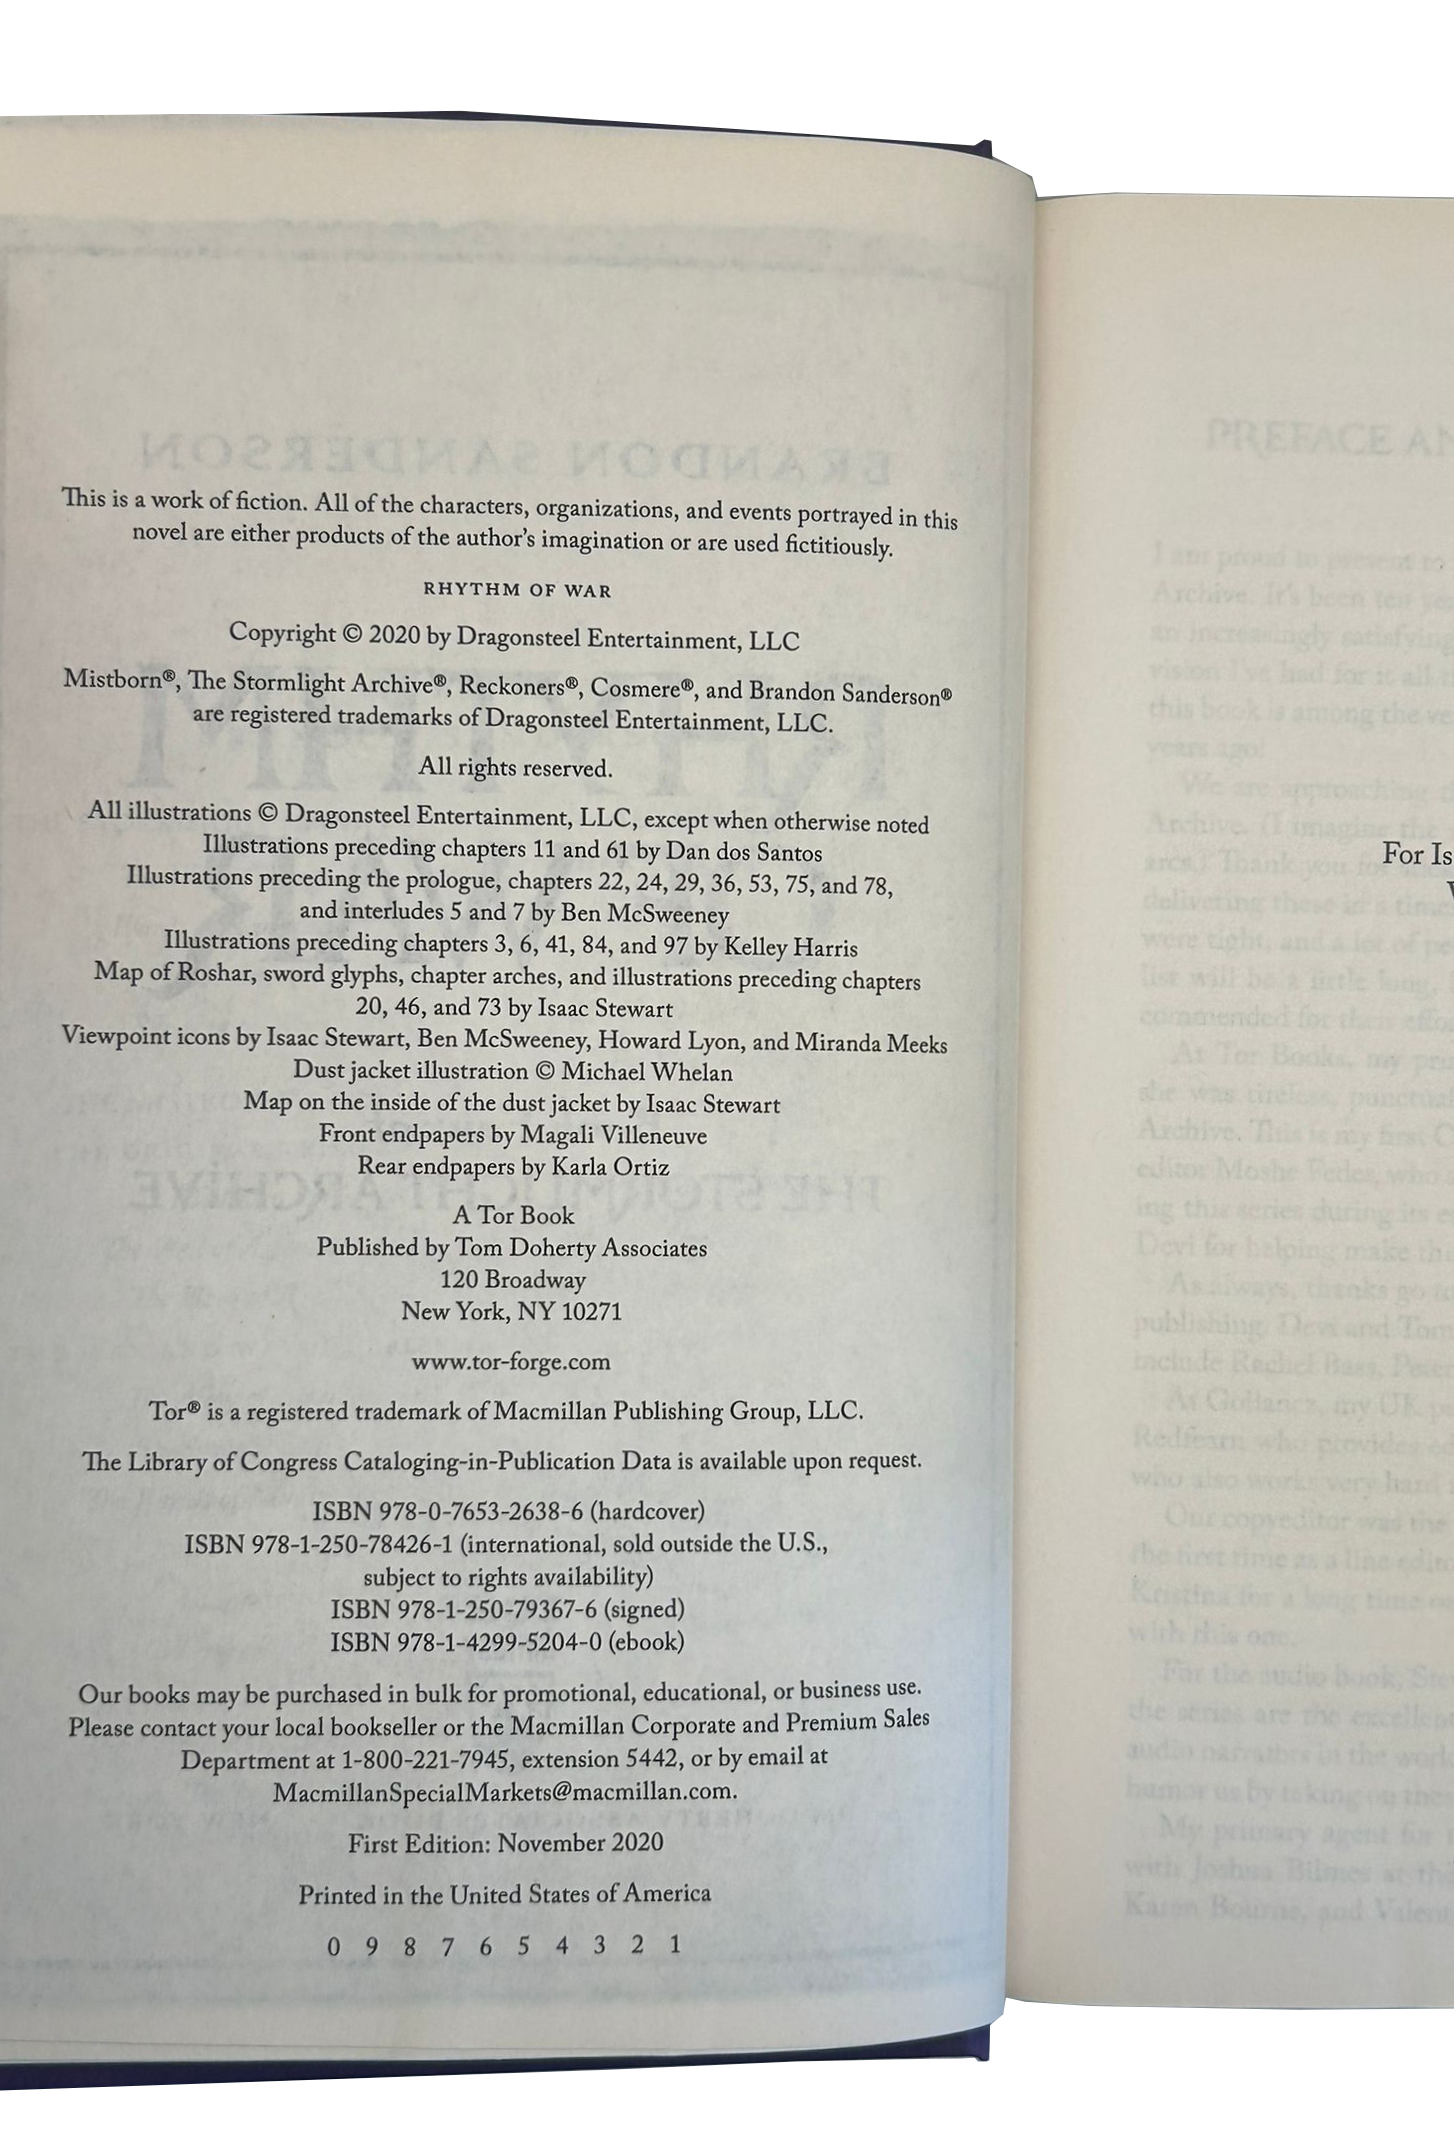 This is a work of fiction. All of the characters, organizations, and events portrayed in this
novel are either products of the author's imagination or are used fictitiously.
RHYTHM OF WAR
Copyright © 2020 by Dragonsteel Entertainment, LLC
Mistborn®, The Stormlight Archive®, Reckoners®, Cosmere®, and Brandon Sanderson®
are registered trademarks of Dragonsteel Entertainment, LLC.
All rights reserved.
All illustrations © Dragonsteel Entertainment, LLC, except when otherwise noted
Illustrations preceding chapters 11 and 61 by Dan dos Santos
Illustrations preceding the prologue, chapters 22, 24, 29, 36, 53, 75, and 78,
and interludes 5 and 7 by Ben McSweeney
Illustrations preceding chapters 3, 6, 41, 84, and 97 by Kelley Harris
Map of Roshar, sword glyphs, chapter arches, and illustrations preceding chapters
20, 46, and 73 by Isaac Stewart
Viewpoint icons by Isaac Stewart, Ben McSweeney, Howard Lyon, and Miranda Meeks
Dust jacket illustration © Michael Whelan
Map on the inside of the dust jacket by Isaac Stewart
Front endpapers by Magali Villeneuve
Rear endpapers by Karla Ortiz
A Tor Book
Published by Tom Doherty Associates
120 Broadway
New York, NY 10271
www.tor-forge.com
Tor® is a registered trademark of Macmillan Publishing Group, LLC.
The Library of Congress Cataloging-in-Publication Data is available upon request.
ISBN 978-0-7653-2638-6 (hardcover)
ISBN 978-1-250-78426-1 (international, sold outside the U.S.,
subject to rights availability)
ISBN 978-1-250-79367-6 (signed)
ISBN 978-1-4299-5204-0 (ebook)
Our books may be purchased in bulk for promotional, educational, or business use.
Please contact your local bookseller or the Macmillan Corporate and Premium Sales
Department at 1-800-221-7945, extension 5442, or by email at
MacmillanSpecialMarkets@macmillan.com.
First Edition: November 2020
Printed in the United States of America
0 9 8 7 6 5 4 3 2 1
For Is